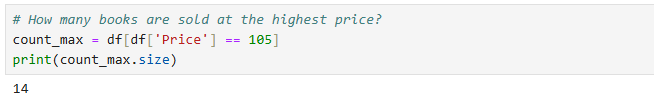 # How many books are sold at the highest price?
count_max = df[df['Price'] == 105]
print(count_max.size)
14